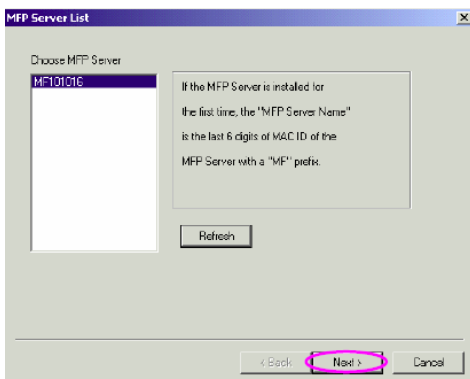 MFP Server List
Choose MFP Server
MF101016
If the MFP Server is installed for
the first time, the "MFP Server Name"
is the last 6 digits of MAC ID of the
MFP Server with a "MF" prefix.
Refresh
< Back
Next >
Cancel